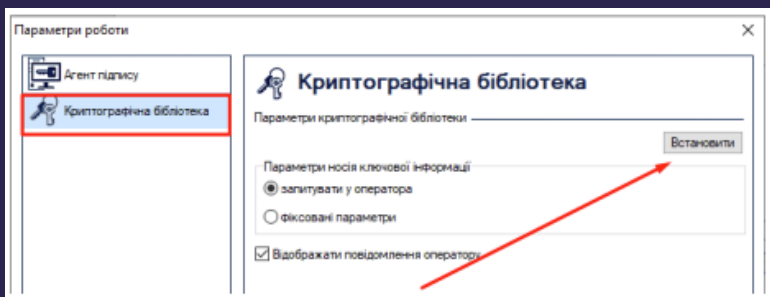 Параметри роботи
Агент підпису
Криптографічна бібліотека
Криптографічна бібліотека
Параметри криптографічної бібліотеки
Встановити
Параметри носія ключової інформації
запитувати у оператора
фіксовані параметри
Відображати повідомлення оператору